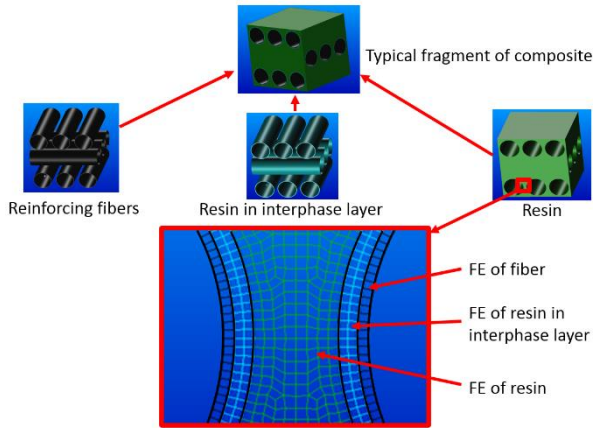 Typical fragment of composite
Reinforcing fibers
Resin in interphase layer
Resin
FE of fiber
FE of resin in
interphase layer
FE of resin